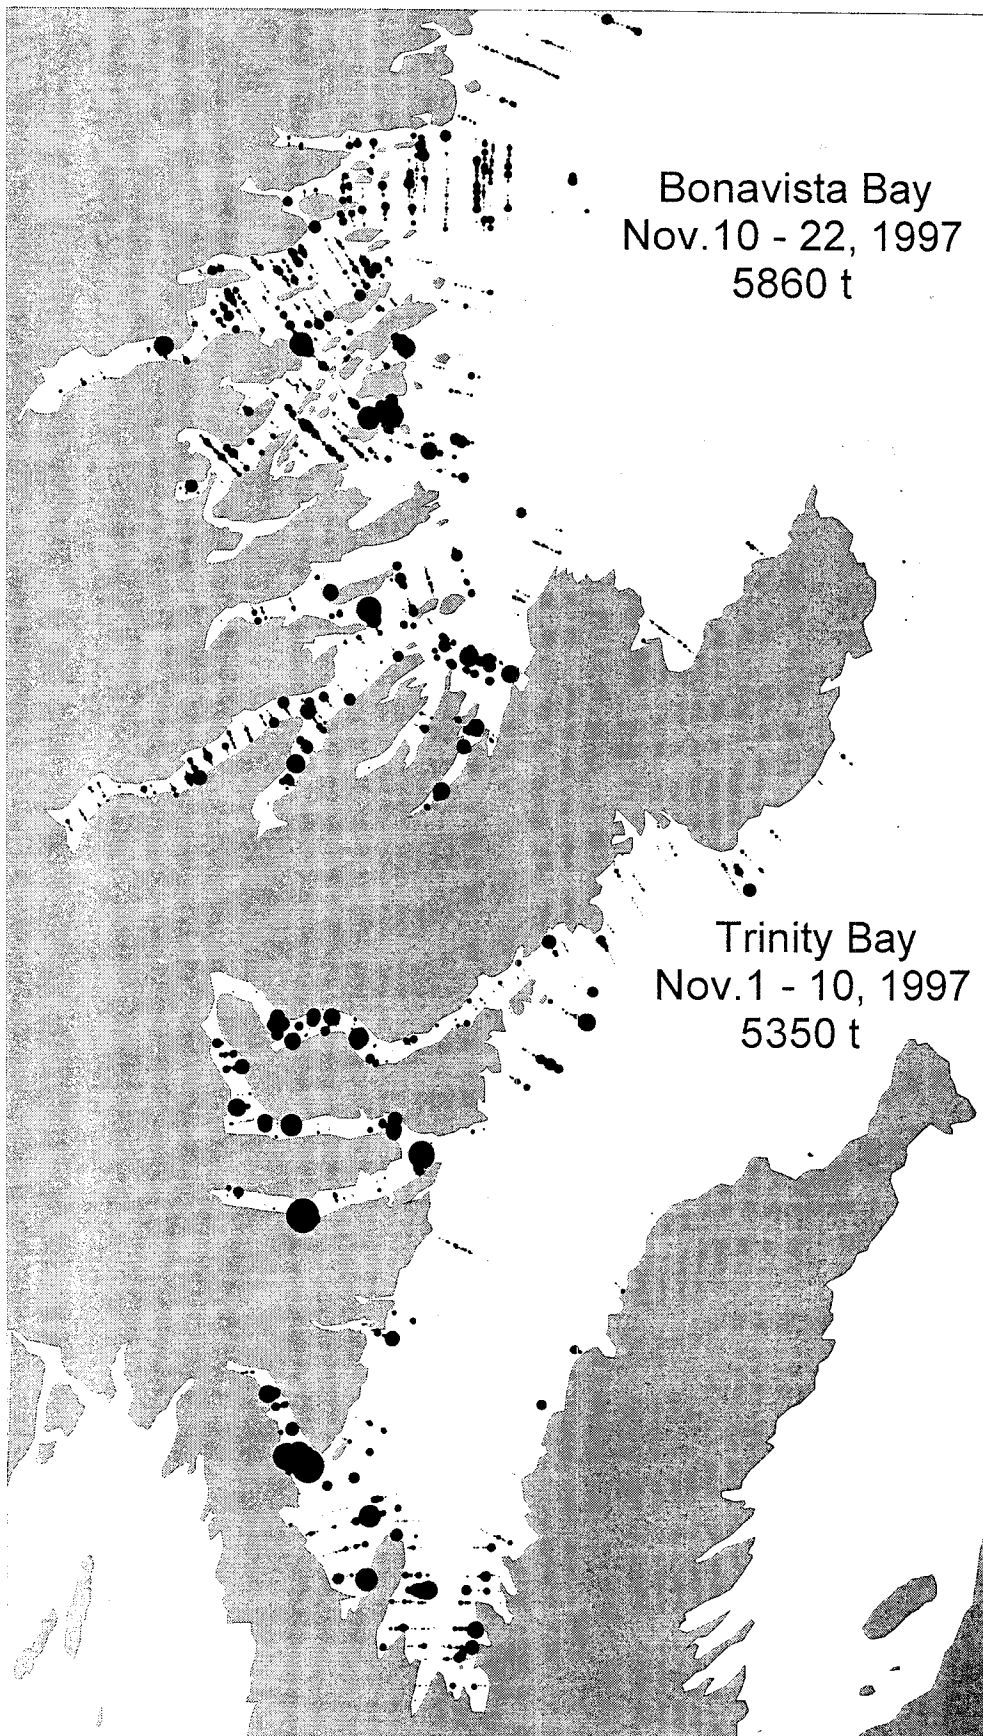 Bonavista Bay
Nov.10 - 22, 1997
5860 t
Trinity Bay
Nov.1 - 10, 1997
5350 t